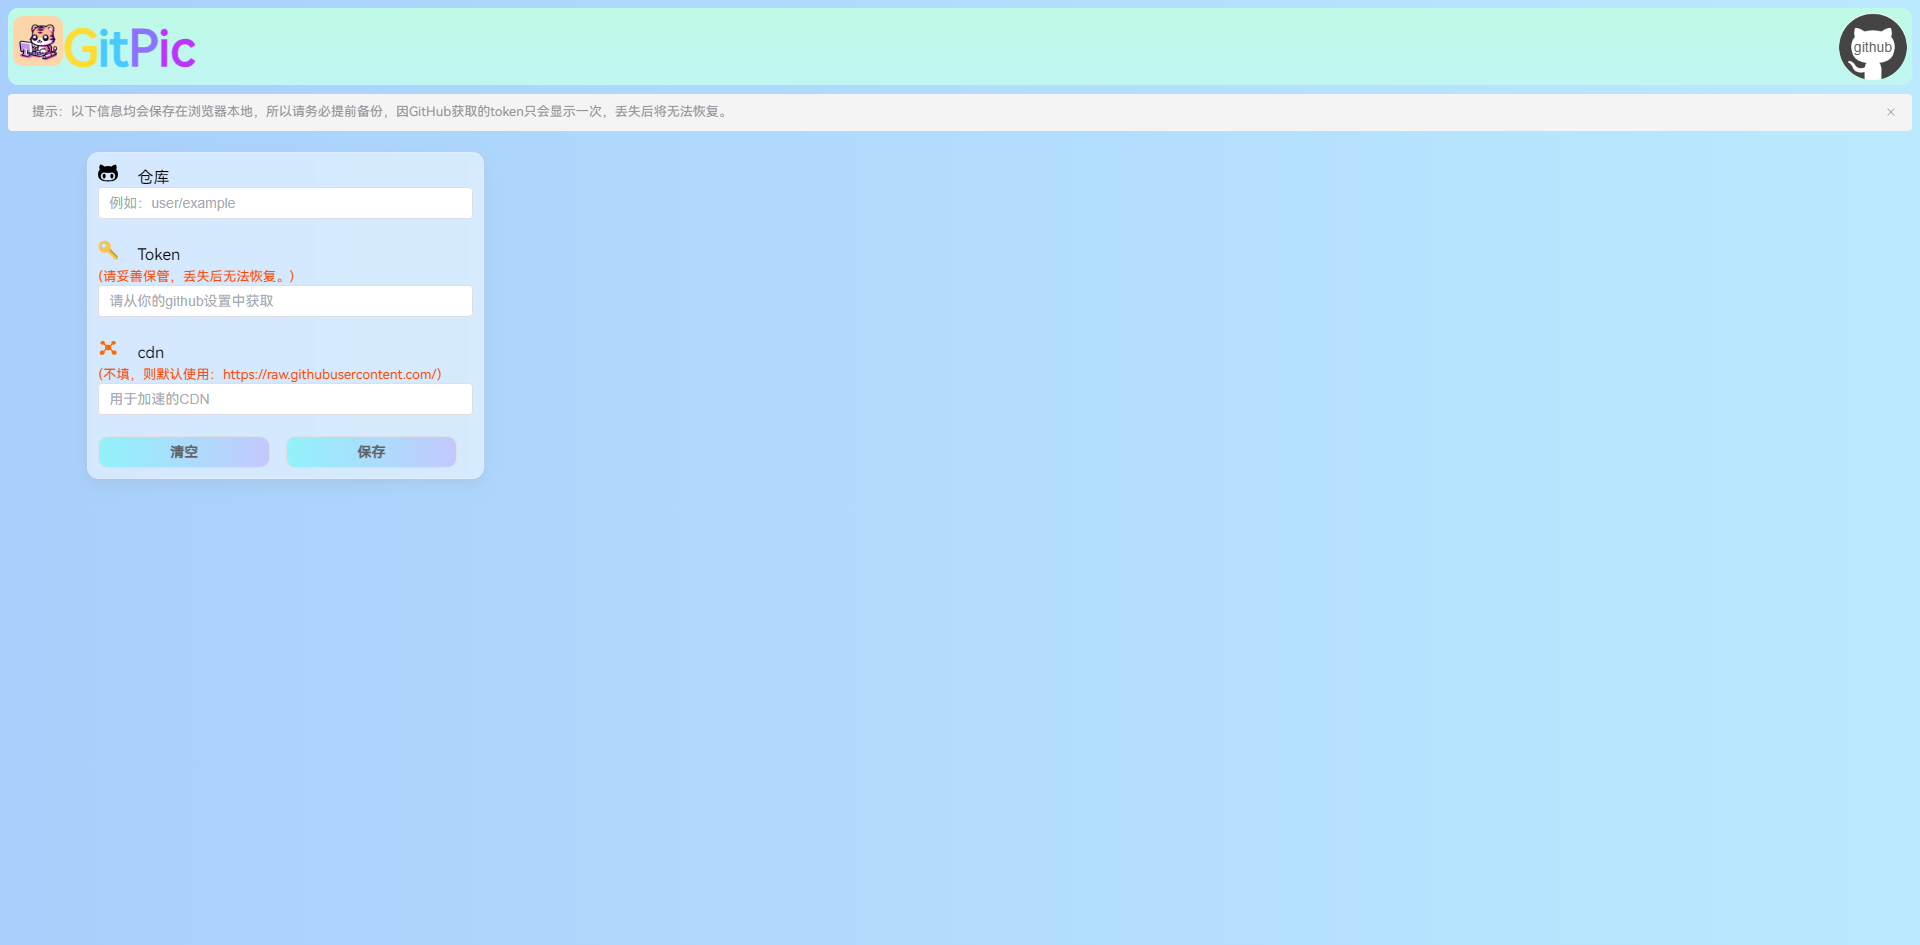 GitPic
github
提示：以下信息均会保存在浏览器本地，所以请务必提前备份，因GitHub获取的token只会显示一次，丢失后将无法恢复。
仓库
例如：user/example
Token
(请妥善保管，丢失后无法恢复。)
请从你的github设置中获取
cdn
(不填，则默认使用：https://raw.githubusercontent.com/)
用于加速的CDN
清空 保存